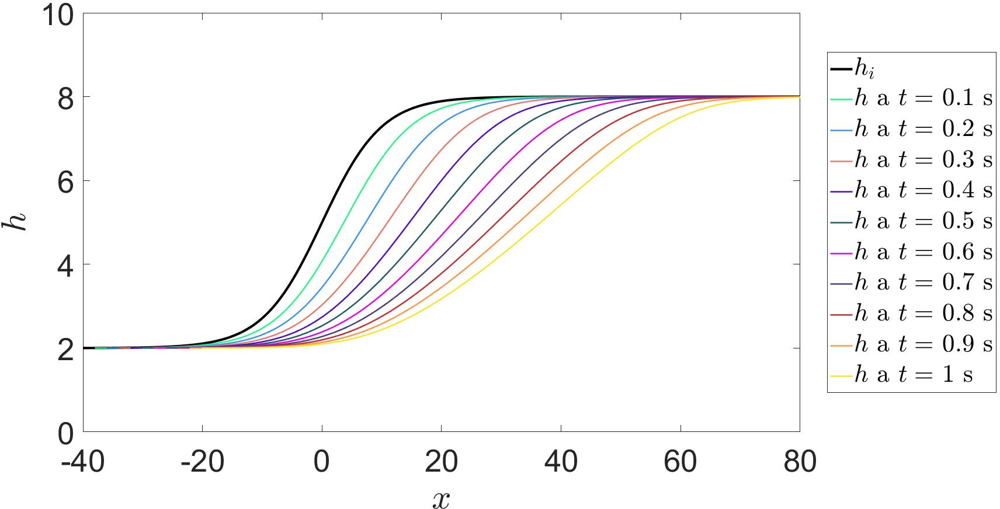 10
8
6
4
2
0
h
-40 -20 0 20 40 60 80
x
hᵢ
h a t = 0.1 s
h a t = 0.2 s
h a t = 0.3 s
h a t = 0.4 s
h a t = 0.5 s
h a t = 0.6 s
h a t = 0.7 s
h a t = 0.8 s
h a t = 0.9 s
h a t = 1 s